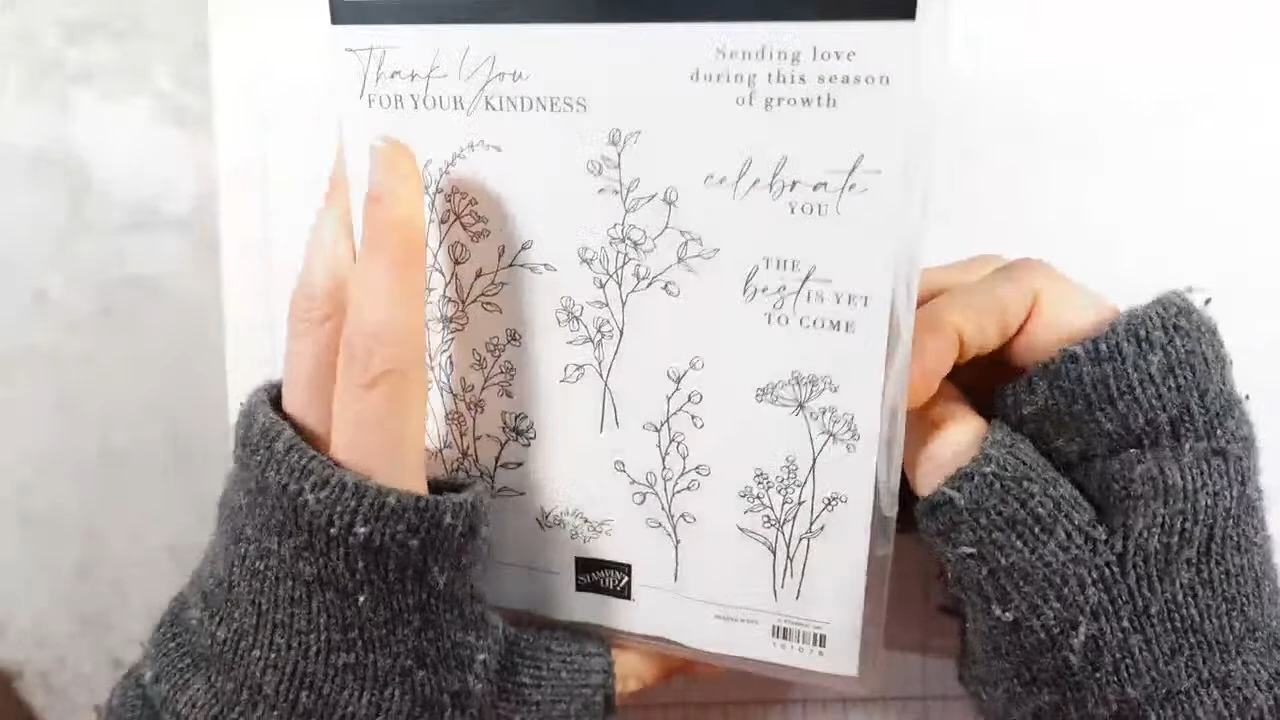 Thank You
FOR YOUR KINDNESS
Sending love
during this season
of growth
celebrate
YOU
THE
best IS YET
TO COME
STAMPIN'
UP!